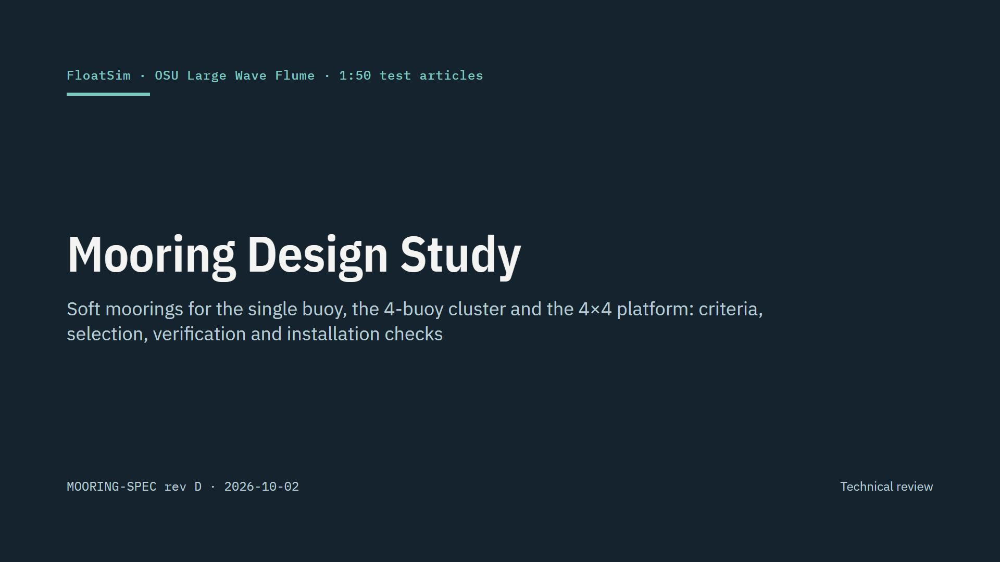 FloatSim · OSU Large Wave Flume · 1:50 test articles
Mooring Design Study
Soft moorings for the single buoy, the 4-buoy cluster and the 4×4 platform: criteria,
selection, verification and installation checks
MOORING-SPEC rev D · 2026-10-02
Technical review